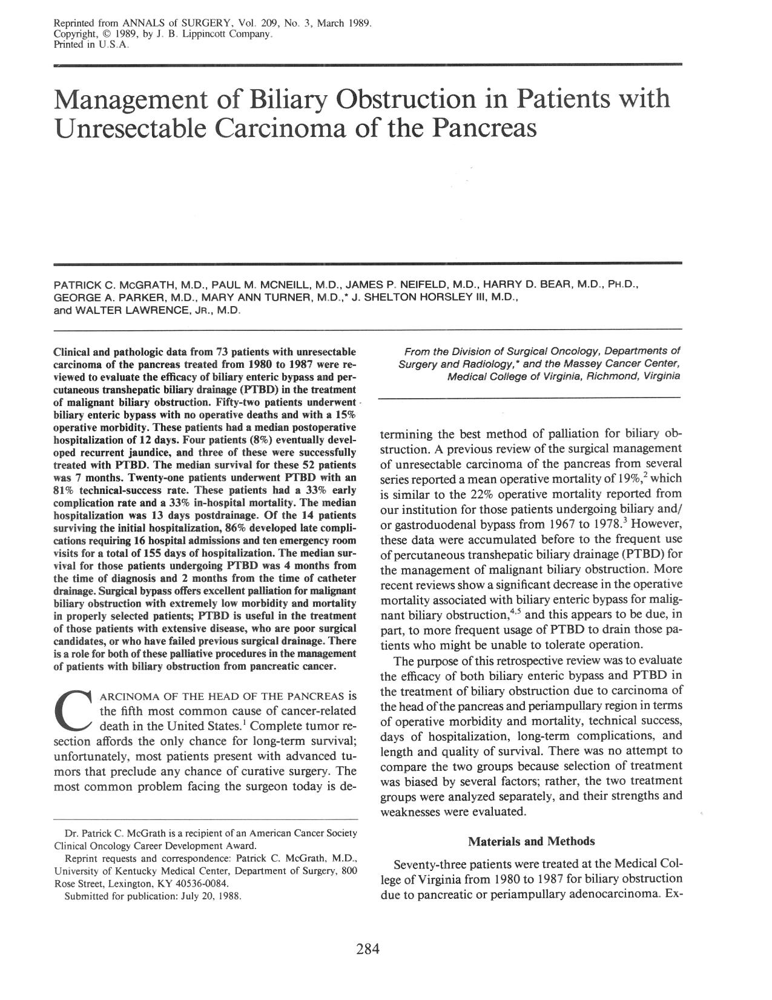 Reprinted from ANNALS of SURGERY, Vol. 209, No. 3, March 1989.
Copyright, © 1989, by J. B. Lippincott Company.
Printed in U.S.A.
Management of Biliary Obstruction in Patients with
Unresectable Carcinoma of the Pancreas
PATRICK C. McGRATH, M.D., PAUL M. MCNEILL, M.D., JAMES P. NEIFELD, M.D., HARRY D. BEAR, M.D., PH.D.,
GEORGE A. PARKER, M.D., MARY ANN TURNER, M.D.,* J. SHELTON HORSLEY III, M.D.,
and WALTER LAWRENCE, JR., M.D.
Clinical and pathologic data from 73 patients with unresectable
carcinoma of the pancreas treated from 1980 to 1987 were re-
viewed to evaluate the efficacy of biliary enteric bypass and per-
cutaneous transhepatic biliary drainage (PTBD) in the treatment
of malignant biliary obstruction. Fifty-two patients underwent
biliary enteric bypass with no operative deaths and with a 15%
operative morbidity. These patients had a median postoperative
hospitalization of 12 days. Four patients (8%) eventually devel-
oped recurrent jaundice, and three of these were successfully
treated with PTBD. The median survival for these 52 patients
was 7 months. Twenty-one patients underwent PTBD with an
81% technical-success rate. These patients had a 33% early
complication rate and a 33% in-hospital mortality. The median
hospitalization was 13 days postdrainage. Of the 14 patients
surviving the initial hospitalization, 86% developed late compli-
cations requiring 16 hospital admissions and ten emergency room
visits for a total of 155 days of hospitalization. The median sur-
vival for those patients undergoing PTBD was 4 months from
the time of diagnosis and 2 months from the time of catheter
drainage. Surgical bypass offers excellent palliation for malignant
biliary obstruction with extremely low morbidity and mortality
in properly selected patients; PTBD is useful in the treatment
of those patients with extensive disease, who are poor surgical
candidates, or who have failed previous surgical drainage. There
is a role for both of these palliative procedures in the management
of patients with biliary obstruction from pancreatic cancer.
CARCINOMA OF THE HEAD OF THE PANCREAS is
the fifth most common cause of cancer-related
death in the United States.1 Complete tumor re-
section affords the only chance for long-term survival;
unfortunately, most patients present with advanced tu-
mors that preclude any chance of curative surgery. The
most common problem facing the surgeon today is de-
Dr. Patrick C. McGrath is a recipient of an American Cancer Society
Clinical Oncology Career Development Award.
Reprint requests and correspondence: Patrick C. McGrath, M.D.,
University of Kentucky Medical Center, Department of Surgery, 800
Rose Street, Lexington, KY 40536-0084.
Submitted for publication: July 20, 1988.
From the Division of Surgical Oncology, Departments of
Surgery and Radiology,* and the Massey Cancer Center,
Medical College of Virginia, Richmond, Virginia
termining the best method of palliation for biliary ob-
struction. A previous review of the surgical management
of unresectable carcinoma of the pancreas from several
series reported a mean operative mortality of 19%,2 which
is similar to the 22% operative mortality reported from
our institution for those patients undergoing biliary and/
or gastroduodenal bypass from 1967 to 1978.3 However,
these data were accumulated before to the frequent use
of percutaneous transhepatic biliary drainage (PTBD) for
the management of malignant biliary obstruction. More
recent reviews show a significant decrease in the operative
mortality associated with biliary enteric bypass for malig-
nant biliary obstruction,4,5 and this appears to be due, in
part, to more frequent usage of PTBD to drain those pa-
tients who might be unable to tolerate operation.
The purpose of this retrospective review was to evaluate
the efficacy of both biliary enteric bypass and PTBD in
the treatment of biliary obstruction due to carcinoma of
the head of the pancreas and periampullary region in terms
of operative morbidity and mortality, technical success,
days of hospitalization, long-term complications, and
length and quality of survival. There was no attempt to
compare the two groups because selection of treatment
was biased by several factors; rather, the two treatment
groups were analyzed separately, and their strengths and
weaknesses were evaluated.
Materials and Methods
Seventy-three patients were treated at the Medical Col-
lege of Virginia from 1980 to 1987 for biliary obstruction
due to pancreatic or periampullary adenocarcinoma. Ex-
284